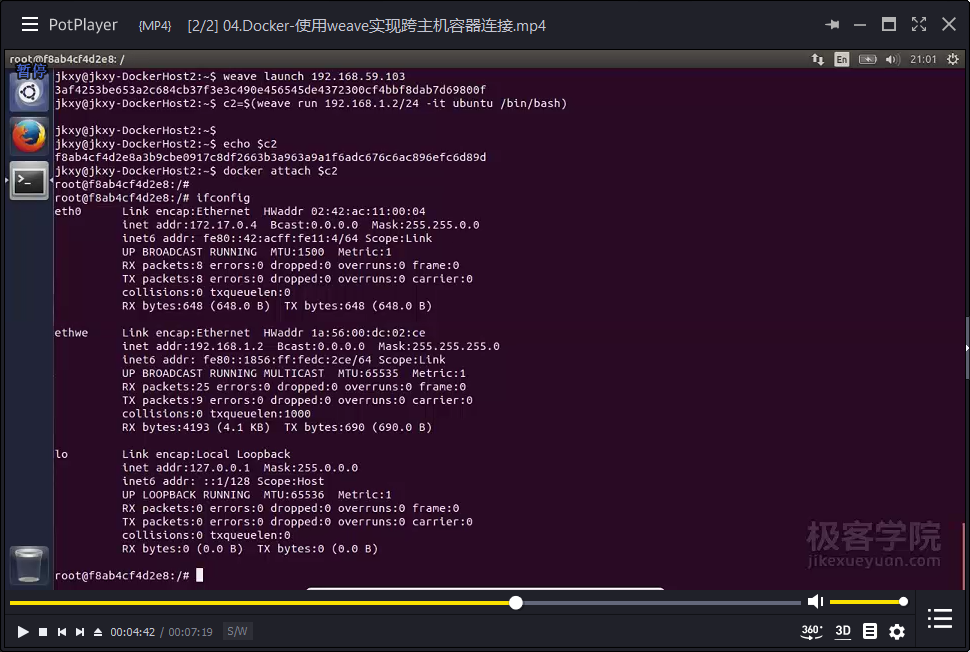 PotPlayer {MP4} [2/2] 04.Docker-使用weave实现跨主机容器连接.mp4
root@f8ab4cf4d2e8: / En 21:01
暂停
jkxy@jkxy-DockerHost2:~$ weave launch 192.168.59.103
3af4253be653a2c684cb37f3e3c490e456545de4372300cf4bbf8dab7d69800f
jkxy@jkxy-DockerHost2:~$ c2=$(weave run 192.168.1.2/24 -it ubuntu /bin/bash)
jkxy@jkxy-DockerHost2:~$
jkxy@jkxy-DockerHost2:~$ echo $c2
f8ab4cf4d2e8a3b9cbe0917c8df2663b3a963a9a1f6adc676c6ac896efc6d89d
jkxy@jkxy-DockerHost2:~$ docker attach $c2
root@f8ab4cf4d2e8:/#
root@f8ab4cf4d2e8:/# ifconfig
eth0 Link encap:Ethernet HWaddr 02:42:ac:11:00:04
inet addr:172.17.0.4 Bcast:0.0.0.0 Mask:255.255.0.0
inet6 addr: fe80::42:acff:fe11:4/64 Scope:Link
UP BROADCAST RUNNING MTU:1500 Metric:1
RX packets:8 errors:0 dropped:0 overruns:0 frame:0
TX packets:8 errors:0 dropped:0 overruns:0 carrier:0
collisions:0 txqueuelen:0
RX bytes:648 (648.0 B) TX bytes:648 (648.0 B)
ethwe Link encap:Ethernet HWaddr 1a:56:00:dc:02:ce
inet addr:192.168.1.2 Bcast:0.0.0.0 Mask:255.255.255.0
inet6 addr: fe80::1856:ff:fedc:2ce/64 Scope:Link
UP BROADCAST RUNNING MULTICAST MTU:65535 Metric:1
RX packets:25 errors:0 dropped:0 overruns:0 frame:0
TX packets:9 errors:0 dropped:0 overruns:0 carrier:0
collisions:0 txqueuelen:1000
RX bytes:4193 (4.1 KB) TX bytes:690 (690.0 B)
lo Link encap:Local Loopback
inet addr:127.0.0.1 Mask:255.0.0.0
inet6 addr: ::1/128 Scope:Host
UP LOOPBACK RUNNING MTU:65536 Metric:1
RX packets:0 errors:0 dropped:0 overruns:0 frame:0
TX packets:0 errors:0 dropped:0 overruns:0 carrier:0
collisions:0 txqueuelen:0
RX bytes:0 (0.0 B) TX bytes:0 (0.0 B)
极客学院
jikexueyuan.com
root@f8ab4cf4d2e8:/#
00:04:42 / 00:07:19 S/W 360° 3D